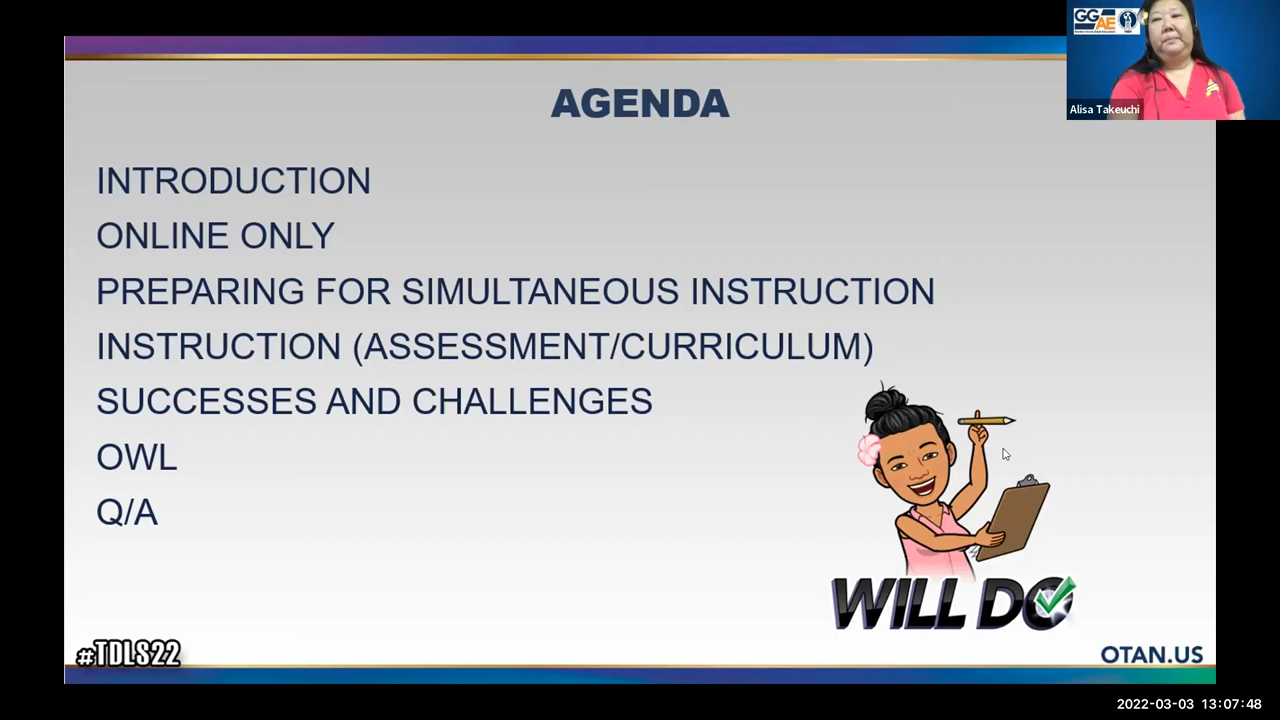 GGAE
Alisa Takeuchi
AGENDA
INTRODUCTION
ONLINE ONLY
PREPARING FOR SIMULTANEOUS INSTRUCTION
INSTRUCTION (ASSESSMENT/CURRICULUM)
SUCCESSES AND CHALLENGES
OWL
Q/A
WILL DO
#TDLS22
OTAN.US
2022-03-03 13:07:48